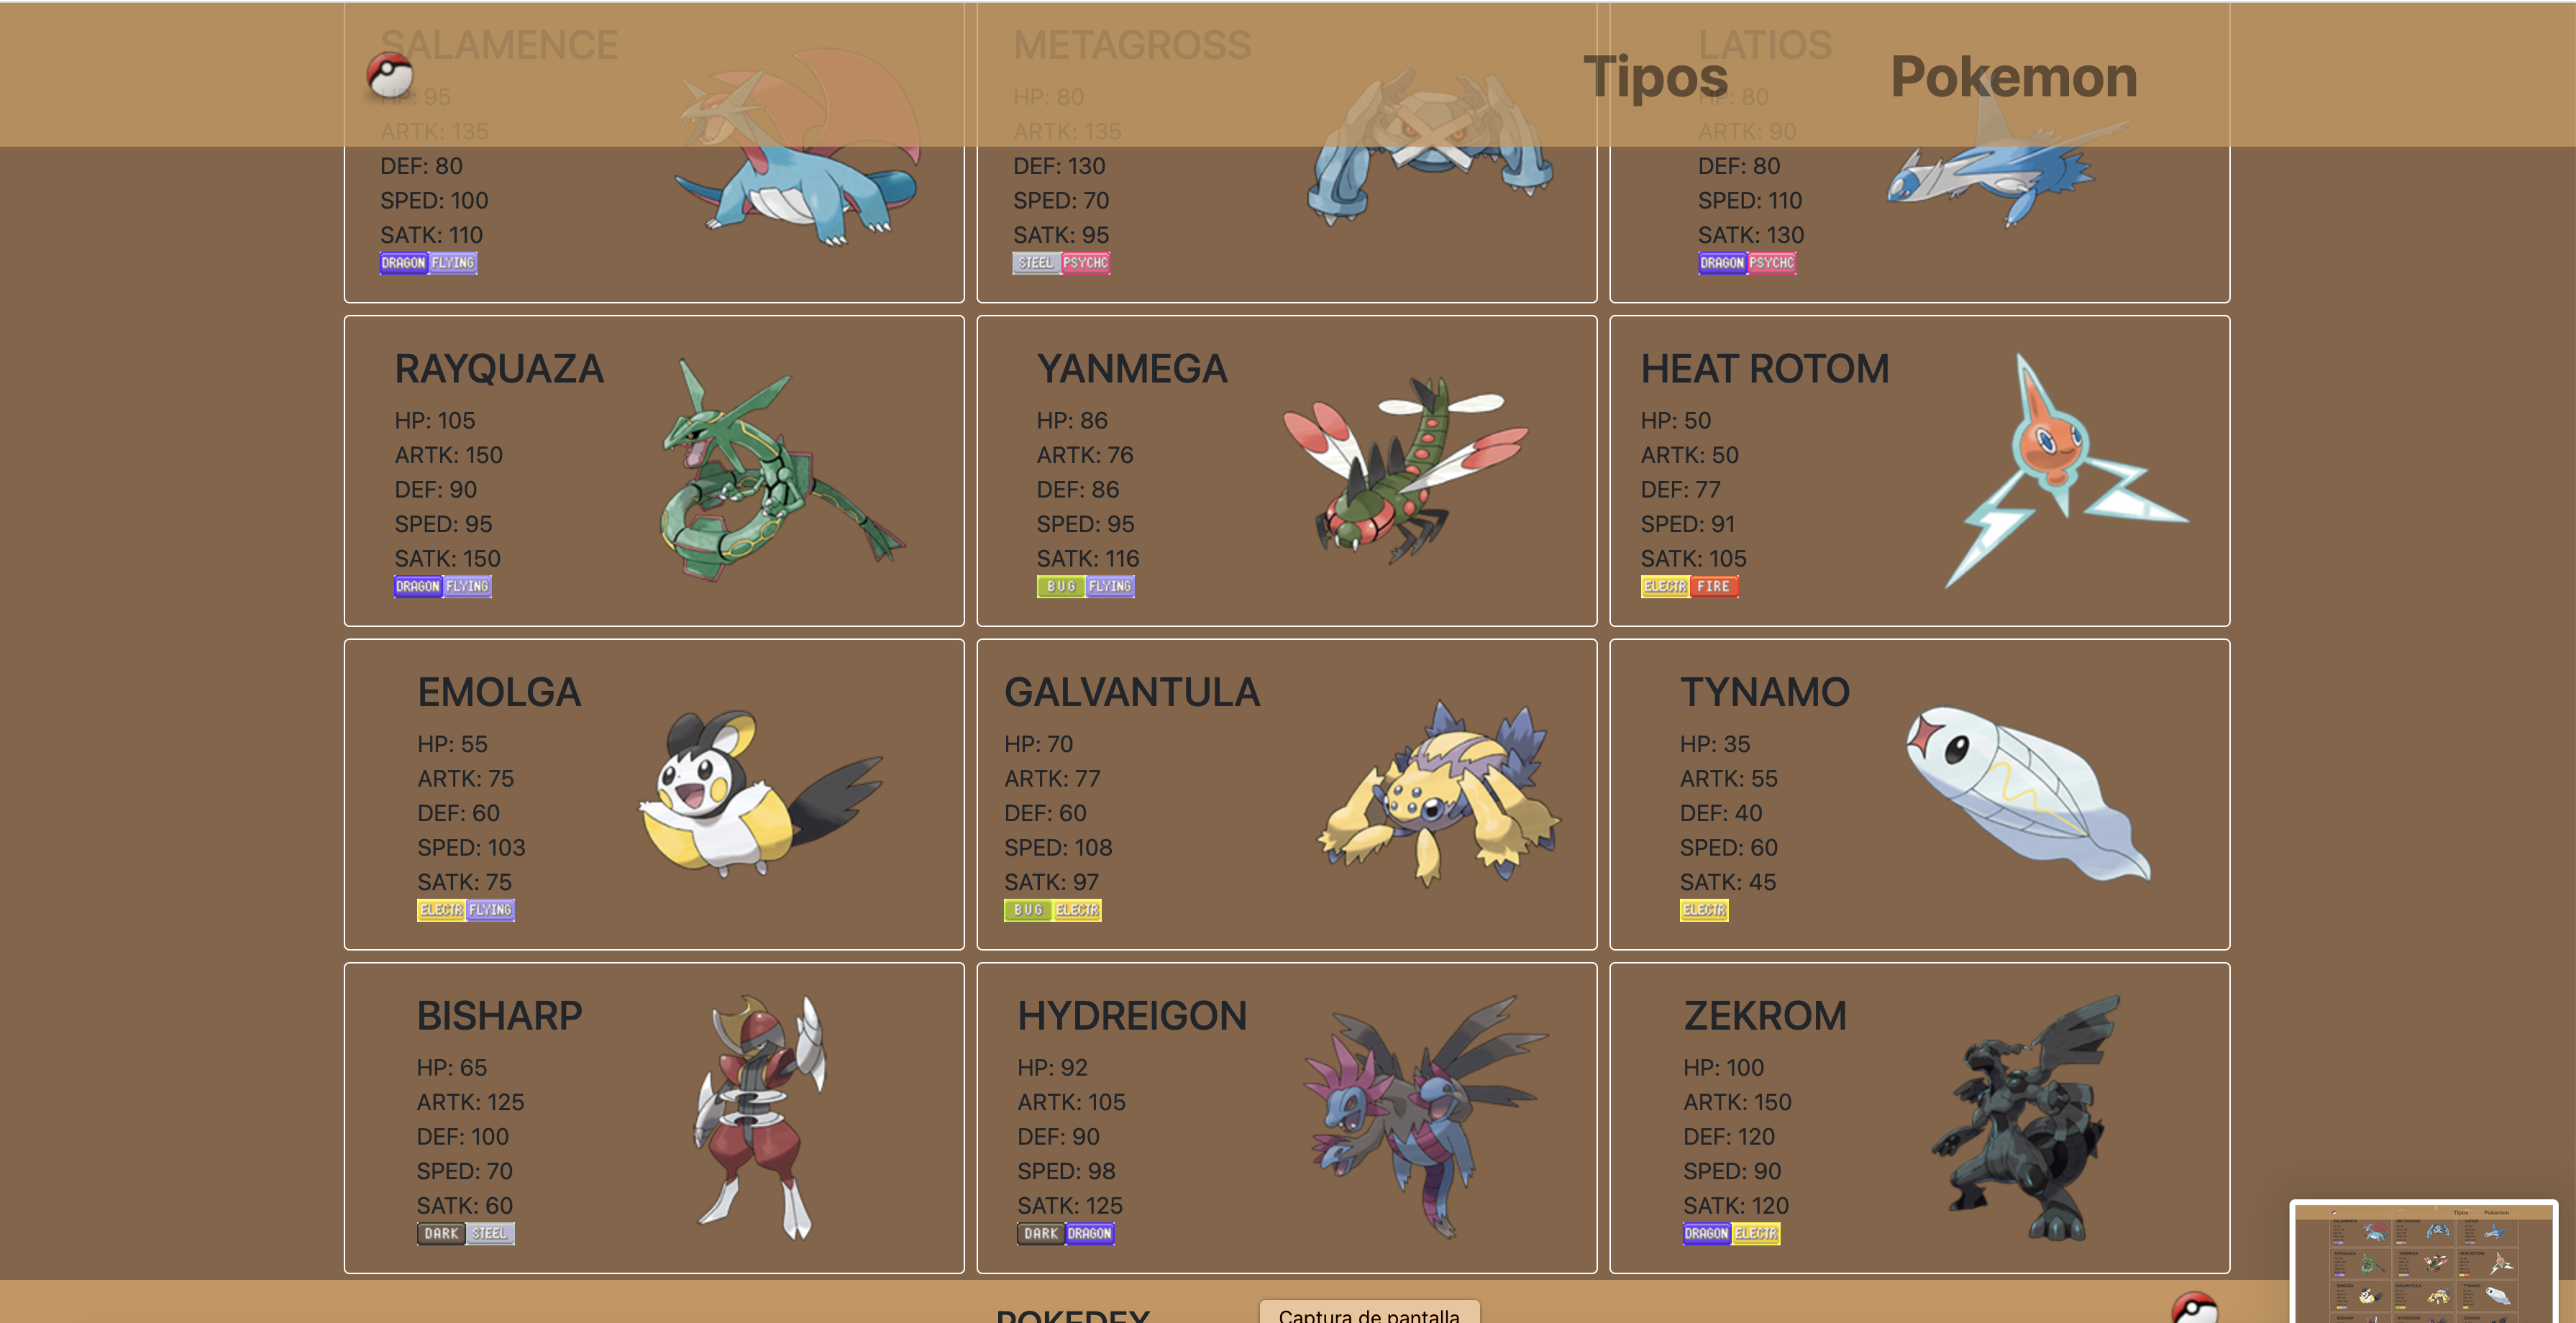 Tipos
Pokemon
SALAMENCE
HP: 95
ARTK: 135
DEF: 80
SPED: 100
SATK: 110
DRAGON FLYING
METAGROSS
HP: 80
ARTK: 135
DEF: 130
SPED: 70
SATK: 95
STEEL PSYCHC
LATIOS
HP: 80
ARTK: 90
DEF: 80
SPED: 110
SATK: 130
DRAGON PSYCHC
RAYQUAZA
HP: 105
ARTK: 150
DEF: 90
SPED: 95
SATK: 150
DRAGON FLYING
YANMEGA
HP: 86
ARTK: 76
DEF: 86
SPED: 95
SATK: 116
BUG FLYING
HEAT ROTOM
HP: 50
ARTK: 50
DEF: 77
SPED: 91
SATK: 105
ELECTR FIRE
EMOLGA
HP: 55
ARTK: 75
DEF: 60
SPED: 103
SATK: 75
ELECTR FLYING
GALVANTULA
HP: 70
ARTK: 77
DEF: 60
SPED: 108
SATK: 97
BUG ELECTR
TYNAMO
HP: 35
ARTK: 55
DEF: 40
SPED: 60
SATK: 45
ELECTR
BISHARP
HP: 65
ARTK: 125
DEF: 100
SPED: 70
SATK: 60
DARK STEEL
HYDREIGON
HP: 92
ARTK: 105
DEF: 90
SPED: 98
SATK: 125
DARK DRAGON
ZEKROM
HP: 100
ARTK: 150
DEF: 120
SPED: 90
SATK: 120
DRAGON ELECTR
POKEDEX
Captura de pantalla
Tipos
Pokemon